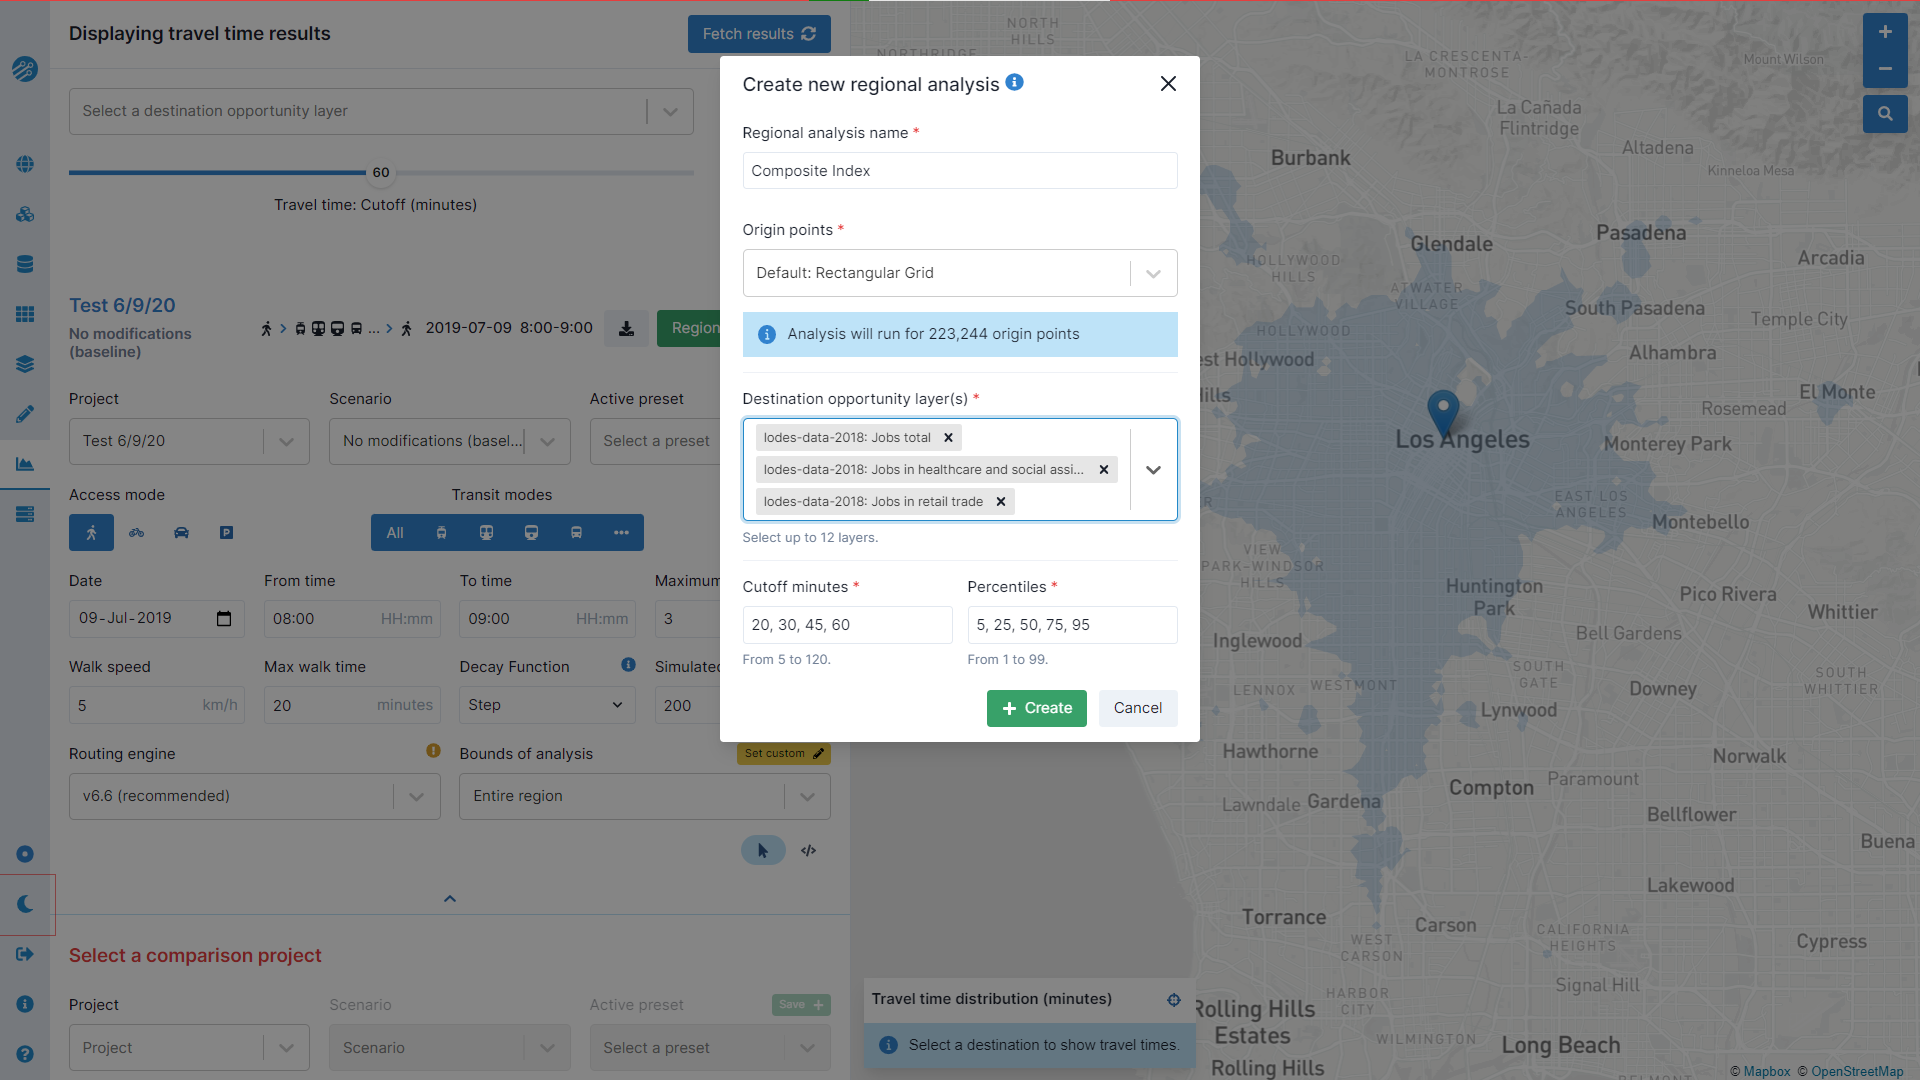 Displaying travel time results
Fetch results
Select a destination opportunity layer
60
Travel time: Cutoff (minutes)
Test 6/9/20
No modifications
(baseline)
...
2019-07-09 8:00-9:00
Region
Project
Scenario
Active preset
Test 6/9/20
No modifications (basel...
Select a preset
Access mode
Transit modes
P
All
Date
From time
To time
Maximum
09-Jul-2019
08:00
HH:mm
09:00
HH:mm
3
Walk speed
Max walk time
Decay Function
Simulated
5
km/h
20
minutes
Step
200
Routing engine
Bounds of analysis
Set custom
v6.6 (recommended)
Entire region
Select a comparison project
Project
Scenario
Active preset
Save +
Project
Scenario
Select a preset
Create new regional analysis
Regional analysis name *
Composite Index
Origin points *
Default: Rectangular Grid
Analysis will run for 223,244 origin points
Destination opportunity layer(s) *
lodes-data-2018: Jobs total
lodes-data-2018: Jobs in healthcare and social assi...
lodes-data-2018: Jobs in retail trade
Select up to 12 layers.
Cutoff minutes *
Percentiles *
20, 30, 45, 60
5, 25, 50, 75, 95
From 5 to 120.
From 1 to 99.
+ Create
Cancel
Travel time distribution (minutes)
Select a destination to show travel times.
NORTH
HILLS
NORTHRIDGE
LA CRESCENTA-
MONTROSE
Mount Wilson
La Cañada
Flintridge
Burbank
Altadena
Kinneloa Mesa
Pasadena
Glendale
Arcadia
HOLLYWOOD
HILLS
ATWATER
VILLAGE
South Pasadena
Temple City
HOLLYWOOD
est Hollywood
Alhambra
Hills
El Monte
Rosemead
Los Angeles
Monterey Park
EAST LOS
ANGELES
Montebello
VIEW
PARK-WINDSOR
HILLS
Huntington
Park
Pico Rivera
Whittier
Inglewood
Bell Gardens
SOUTH
GATE
SOUTH
WHITTIER
LENNOX
WESTMONT
Downey
Lynwood
Hawthorne
Norwalk
Compton
Paramount
Lawndale
Gardena
Bellflower
Buena
Lakewood
Torrance
Carson
CALIFORNIA
HEIGHTS
WEST
CARSON
Cypress
Signal Hill
HARBOR
CITY
Rolling Hills
Estates
WILMINGTON
Long Beach
Rolling Hills
© Mapbox © OpenStreetMap